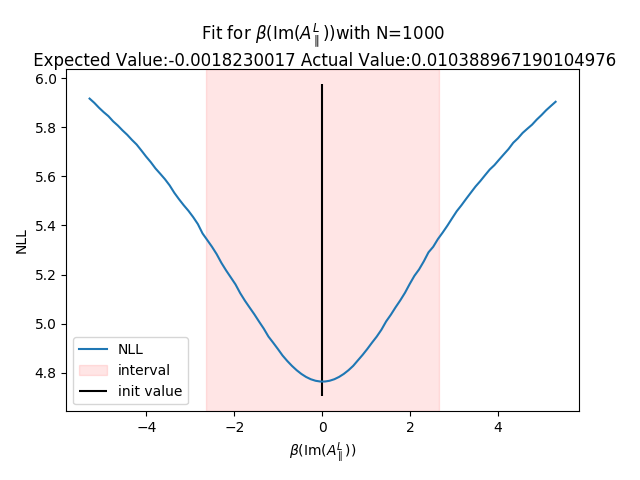 Fit for β(Im(A_∥^L))with N=1000
Expected Value:-0.0018230017 Actual Value:0.010388967190104976
6.0
5.8
5.6
5.4
5.2
5.0
4.8
NLL
NLL
interval
init value
−4 −2 0 2 4
β(Im(A_∥^L))